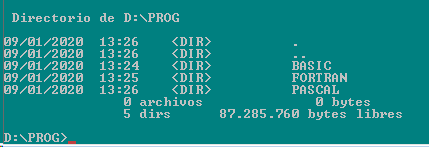 Directorio de D:\PROG
09/01/2020 13:26 <DIR> .
09/01/2020 13:26 <DIR> ..
09/01/2020 13:24 <DIR> BASIC
09/01/2020 13:25 <DIR> FORTRAN
09/01/2020 13:26 <DIR> PASCAL
0 archivos 0 bytes
5 dirs 87.285.760 bytes libres
D:\PROG>_